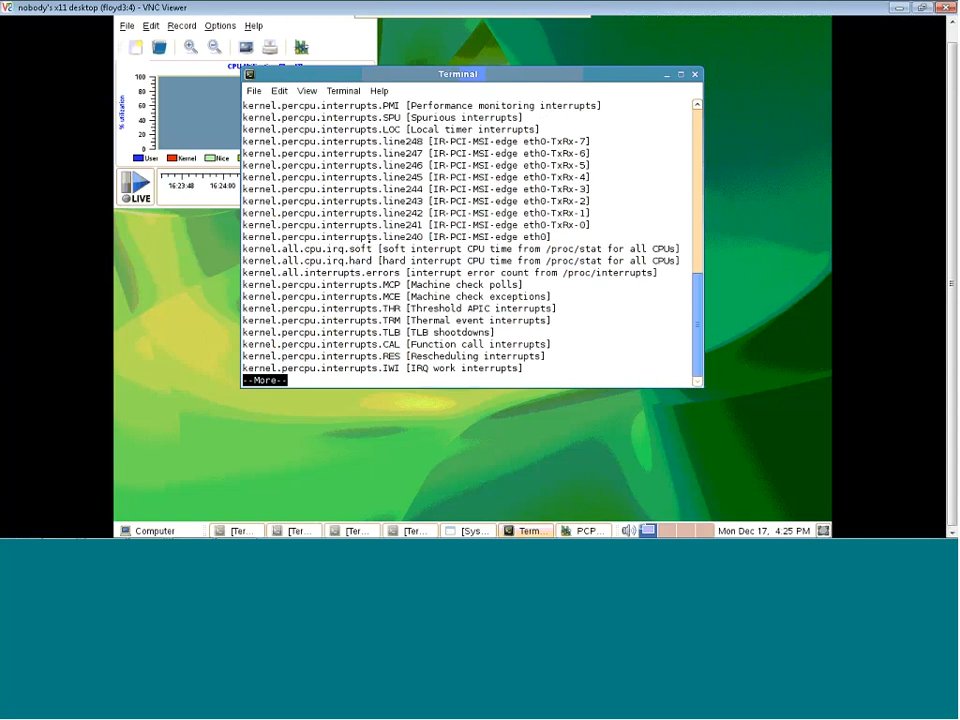 nobody's x11 desktop (floyd3:4) - VNC Viewer
File Edit Record Options Help
100
80
60
40
20
0
% utilization
User Kernel Nice
LIVE
16:23:48 16:24:00
Terminal
File Edit View Terminal Help
kernel.percpu.interrupts.PMI [Performance monitoring interrupts]
kernel.percpu.interrupts.SPU [Spurious interrupts]
kernel.percpu.interrupts.LOC [Local timer interrupts]
kernel.percpu.interrupts.line248 [IR-PCI-MSI-edge eth0-TxRx-7]
kernel.percpu.interrupts.line247 [IR-PCI-MSI-edge eth0-TxRx-6]
kernel.percpu.interrupts.line246 [IR-PCI-MSI-edge eth0-TxRx-5]
kernel.percpu.interrupts.line245 [IR-PCI-MSI-edge eth0-TxRx-4]
kernel.percpu.interrupts.line244 [IR-PCI-MSI-edge eth0-TxRx-3]
kernel.percpu.interrupts.line243 [IR-PCI-MSI-edge eth0-TxRx-2]
kernel.percpu.interrupts.line242 [IR-PCI-MSI-edge eth0-TxRx-1]
kernel.percpu.interrupts.line241 [IR-PCI-MSI-edge eth0-TxRx-0]
kernel.percpu.interrupts.line240 [IR-PCI-MSI-edge eth0]
kernel.all.cpu.irq.soft [soft interrupt CPU time from /proc/stat for all CPUs]
kernel.all.cpu.irq.hard [hard interrupt CPU time from /proc/stat for all CPUs]
kernel.all.interrupts.errors [interrupt error count from /proc/interrupts]
kernel.percpu.interrupts.MCP [Machine check polls]
kernel.percpu.interrupts.MCE [Machine check exceptions]
kernel.percpu.interrupts.THR [Threshold APIC interrupts]
kernel.percpu.interrupts.TRM [Thermal event interrupts]
kernel.percpu.interrupts.TLB [TLB shootdowns]
kernel.percpu.interrupts.CAL [Function call interrupts]
kernel.percpu.interrupts.RES [Rescheduling interrupts]
kernel.percpu.interrupts.IWI [IRQ work interrupts]
--More--
Computer [Ter... [Ter... [Ter... [Ter... [Sys... Term... PCP... Mon Dec 17, 4:25 PM